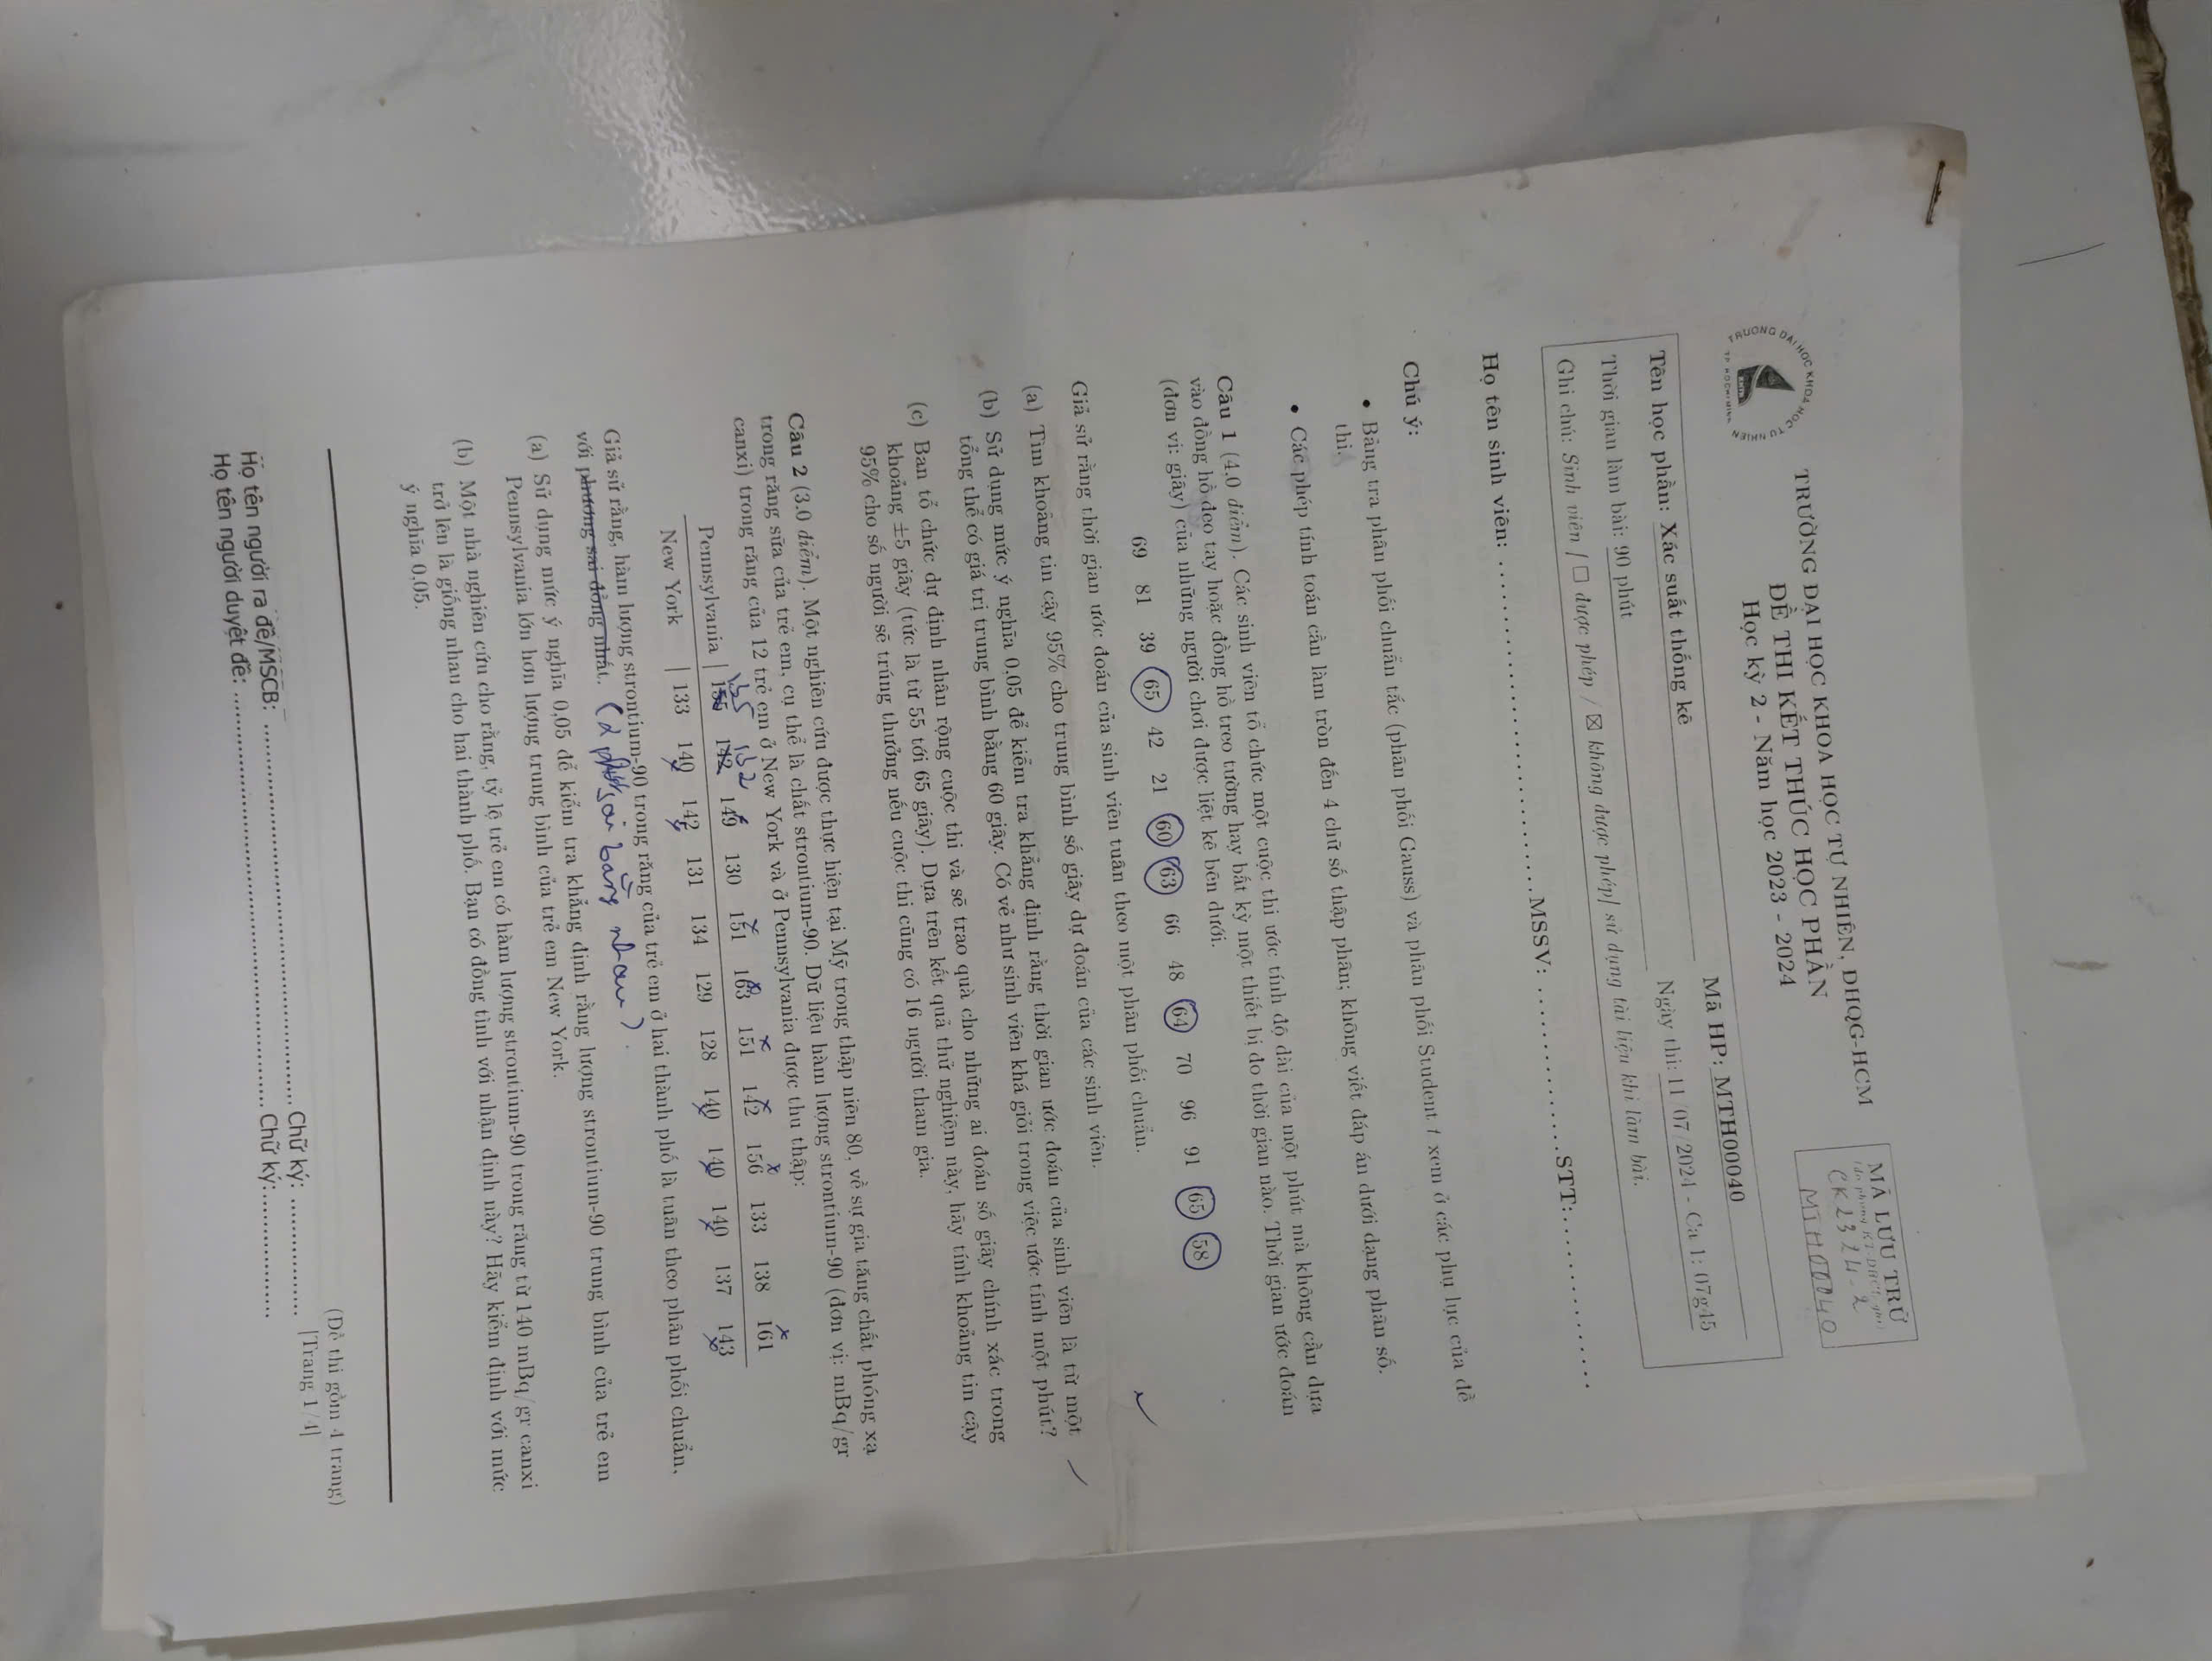 TRƯỜNG ĐẠI HỌC KHOA HỌC TỰ NHIÊN, ĐHQG-HCM
ĐỀ THI KẾT THÚC HỌC PHẦN
Học kỳ 2 - Năm học 2023 - 2024
MÃ LƯU TRỮ
CK23 24-2
MTH00040
Tên học phần: Xác suất thống kê Mã HP: MTH00040
Thời gian làm bài: 90 phút Ngày thi: 11/07/2024 - Ca 1: 07g45
Ghi chú: Sinh viên [ ☐ được phép / ☒ không được phép] sử dụng tài liệu khi làm bài.
Họ tên sinh viên: ..........MSSV: ..........STT:..........
Chú ý:
• Bảng tra phân phối chuẩn tắc (phân phối Gauss) và phân phối Student t xem ở các phụ lục của đề
thi.
• Các phép tính toán cần làm tròn đến 4 chữ số thập phân; không viết đáp án dưới dạng phân số.
Câu 1 (4.0 điểm). Các sinh viên tổ chức một cuộc thi ước tính độ dài của một phút mà không cần dựa
vào đồng hồ đeo tay hoặc đồng hồ treo tường hay bất kỳ một thiết bị đo thời gian nào. Thời gian ước đoán
(đơn vi: giây) của những người chơi được liệt kê bên dưới.
69 81 39 65 42 21 60 63 66 48 64 70 96 91 65 58
Giả sử rằng thời gian ước đoán của sinh viên tuân theo một phân phối chuẩn.
(a) Tìm khoảng tin cậy 95% cho trung bình số giây dự đoán của các sinh viên.
(b) Sử dụng mức ý nghĩa 0,05 để kiểm tra khẳng định rằng thời gian ước đoán của sinh viên là từ một
tổng thể có giá trị trung bình bằng 60 giây. Có vẻ như sinh viên khá giỏi trong việc ước tính một phút?
(c) Ban tổ chức dự định nhân rộng cuộc thi và sẽ trao quà cho những ai đoán số giây chính xác trong
khoảng ±5 giây (tức là từ 55 tới 65 giây). Dựa trên kết quả thử nghiệm này, hãy tính khoảng tin cậy
95% cho số người sẽ trúng thưởng nếu cuộc thi cũng có 16 người tham gia.
Câu 2 (3.0 điểm). Một nghiên cứu được thực hiện tại Mỹ trong thập niên 80, về sự gia tăng chất phóng xạ
trong răng sữa của trẻ em, cụ thể là chất strontium-90. Dữ liệu hàm lượng strontium-90 (đơn vị: mBq/gr
canxi) trong răng của 12 trẻ em ở New York và ở Pennsylvania được thu thập:
155 152
Pennsylvania 149 130 151 163 151 142 156 133 138 161
New York 133 140 142 131 134 129 128 140 140 140 137 143
Giả sử rằng, hàm lượng strontium-90 trong răng của trẻ em ở hai thành phố là tuân theo phân phối chuẩn,
với phương sai đồng nhất. (2 phương sai bằng nhau)
(a) Sử dụng mức ý nghĩa 0,05 để kiểm tra khẳng định rằng lượng strontium-90 trung bình của trẻ em
Pennsylvania lớn hơn lượng trung bình của trẻ em New York.
(b) Một nhà nghiên cứu cho rằng, tỷ lệ trẻ em có hàm lượng strontium-90 trong răng từ 140 mBq/gr canxi
trở lên là giống nhau cho hai thành phố. Bạn có đồng tình với nhận định này? Hãy kiểm định với mức
ý nghĩa 0,05.
(Đề thi gồm 4 trang)
[Trang 1/4]
Họ tên người ra đề/MSCB: .......... Chữ ký: ..........
Họ tên người duyệt đề: .......... Chữ ký:..........